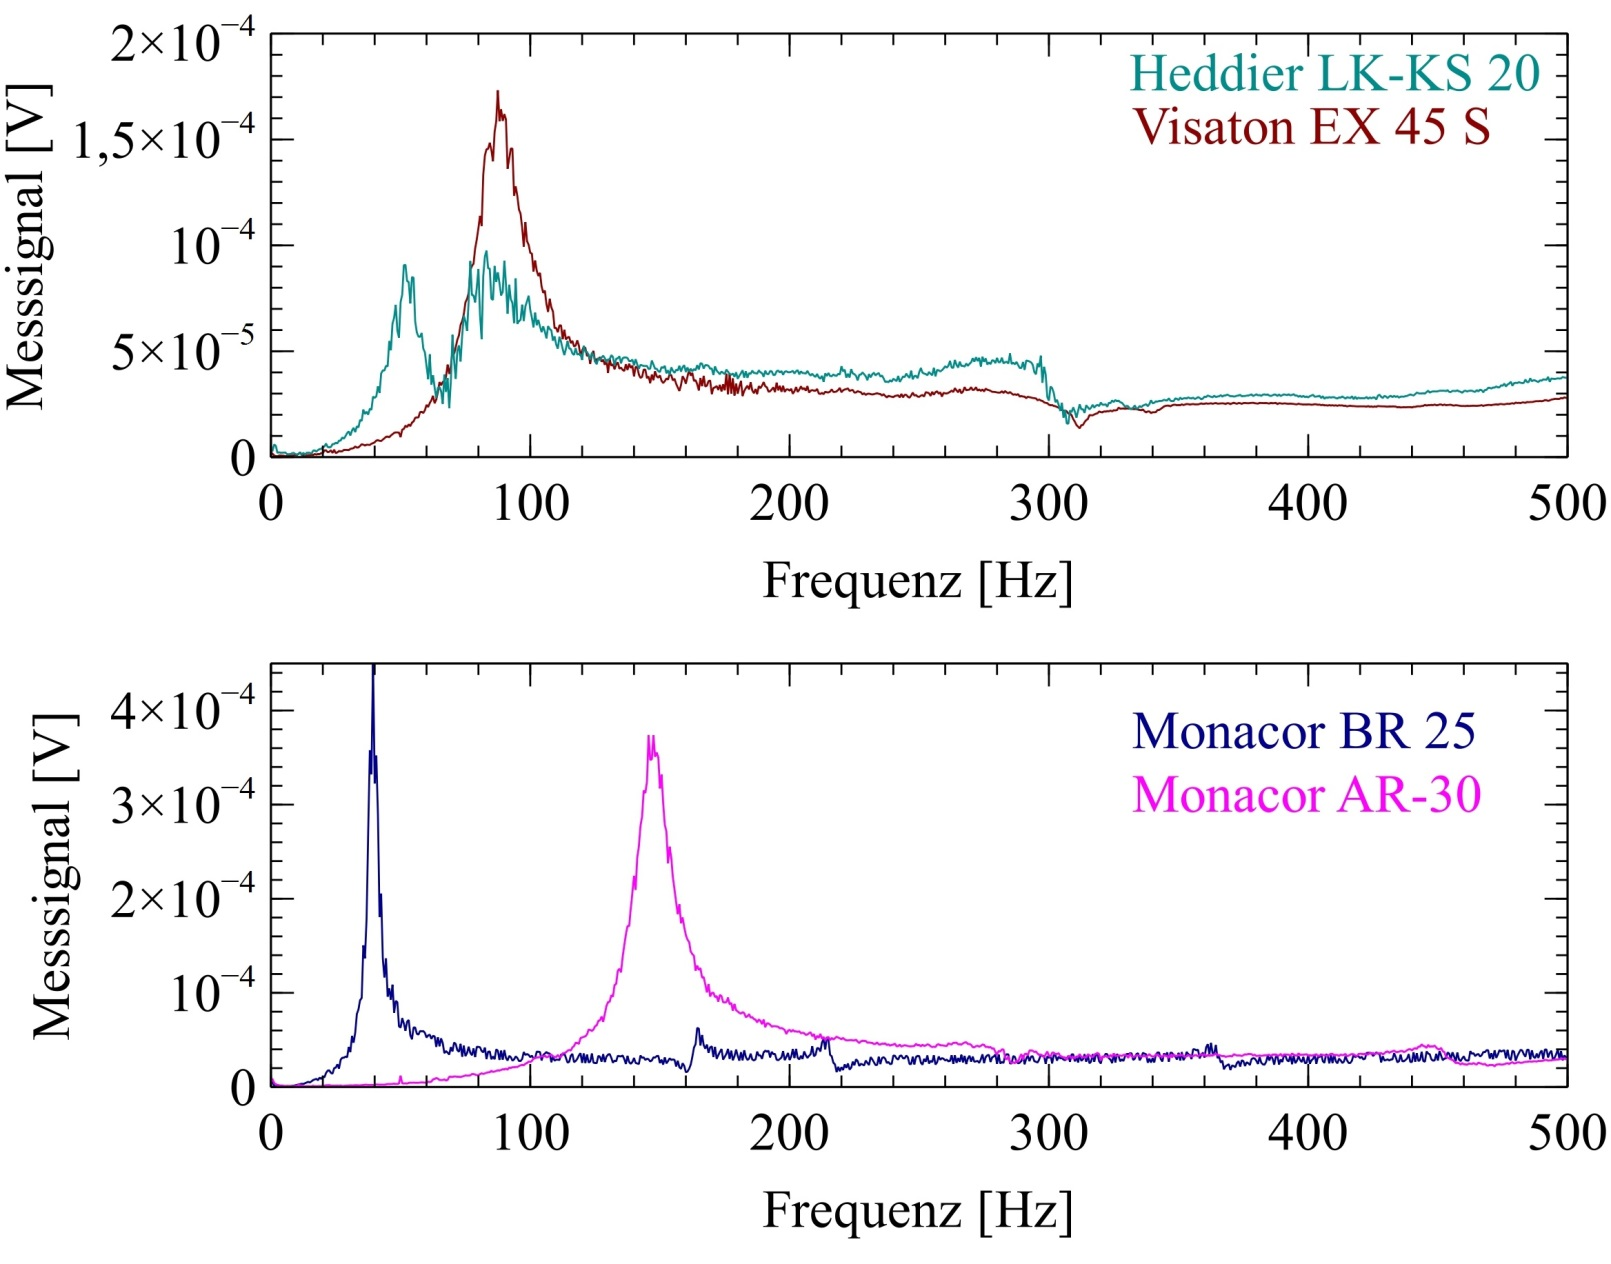 2×10⁻⁴
1,5×10⁻⁴
10⁻⁴
5×10⁻⁵
0
Messsignal [V]
Heddier LK-KS 20
Visaton EX 45 S
0 100 200 300 400 500
Frequenz [Hz]
4×10⁻⁴
3×10⁻⁴
2×10⁻⁴
10⁻⁴
0
Messsignal [V]
Monacor BR 25
Monacor AR-30
0 100 200 300 400 500
Frequenz [Hz]